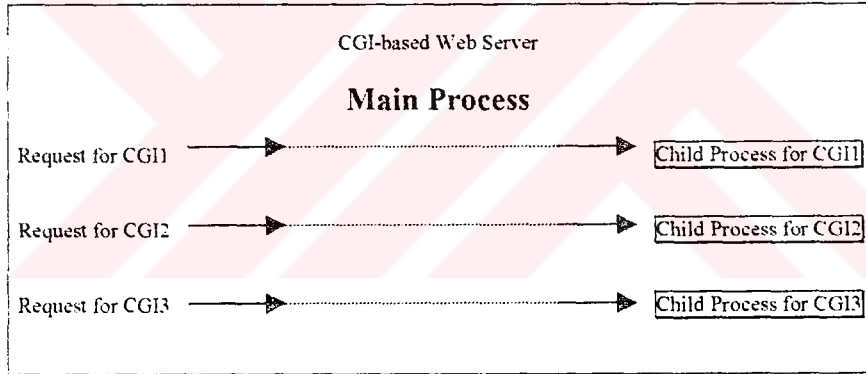 CGI-based Web Server
Main Process
Request for CGI1
Child Process for CGI1
Request for CGI2
Child Process for CGI2
Request for CGI3
Child Process for CGI3